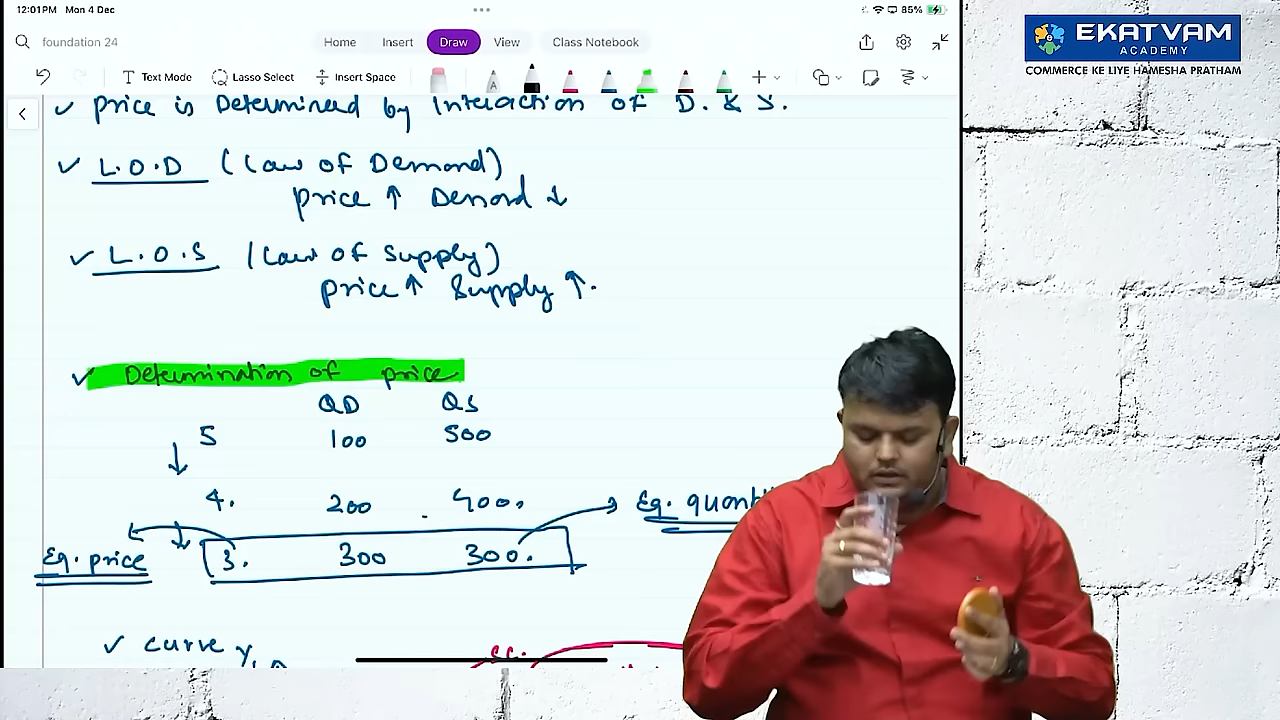 12:01PM Mon 4 Dec
85%
EKATVAM
ACADEMY
COMMERCE KE LIYE HAMESHA PRATHAM
foundation 24
Home Insert Draw View Class Notebook
Text Mode Lasso Select Insert Space
✓ price is Determined by Interaction of D. & S.
✓ L.O.D (Law of Demand)
price ↑ Demand ↓
✓ L.O.S (Law of Supply)
price ↑ Supply ↑.
✓ Determination of price
QD QS
5 100 500
↓
4. 200 400.
Eq. quanti
↓
Eq. price 3. 300 300.
✓ curve